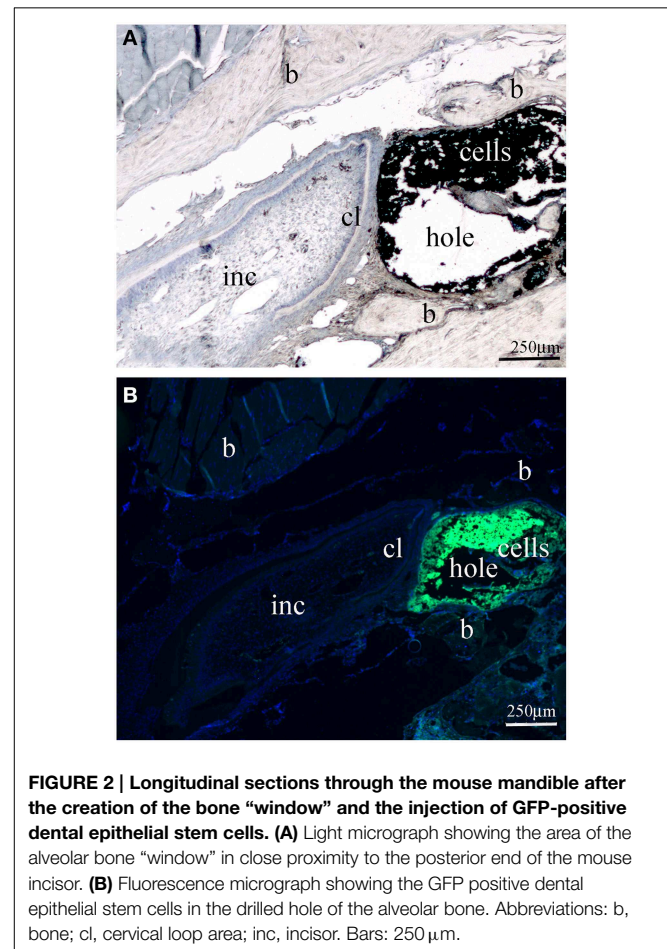 A
b
b
cells
cl
hole
inc
b
250µm
B
b
b
cl
cells
hole
inc
b
250µm
FIGURE 2 | Longitudinal sections through the mouse mandible after
the creation of the bone “window” and the injection of GFP-positive
dental epithelial stem cells. (A) Light micrograph showing the area of the
alveolar bone “window” in close proximity to the posterior end of the mouse
incisor. (B) Fluorescence micrograph showing the GFP positive dental
epithelial stem cells in the drilled hole of the alveolar bone. Abbreviations: b,
bone; cl, cervical loop area; inc, incisor. Bars: 250 µm.